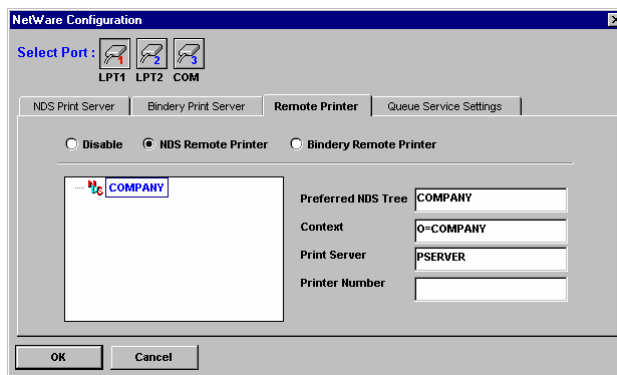 NetWare Configuration
Select Port :
1 2 3
LPT1 LPT2 COM
NDS Print Server Bindery Print Server Remote Printer Queue Service Settings
Disable NDS Remote Printer Bindery Remote Printer
COMPANY
Preferred NDS Tree COMPANY
Context O=COMPANY
Print Server PSERVER
Printer Number
OK Cancel